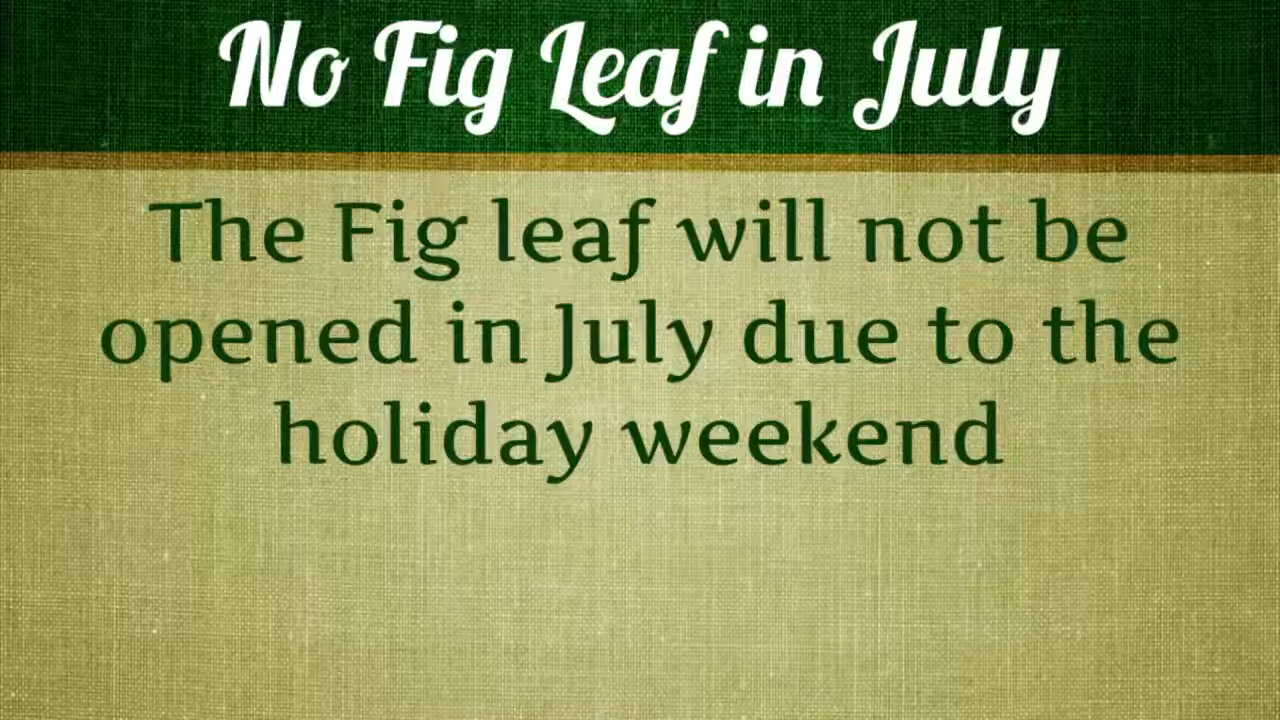 No Fig Leaf in July
The Fig leaf will not be
opened in July due to the
holiday weekend